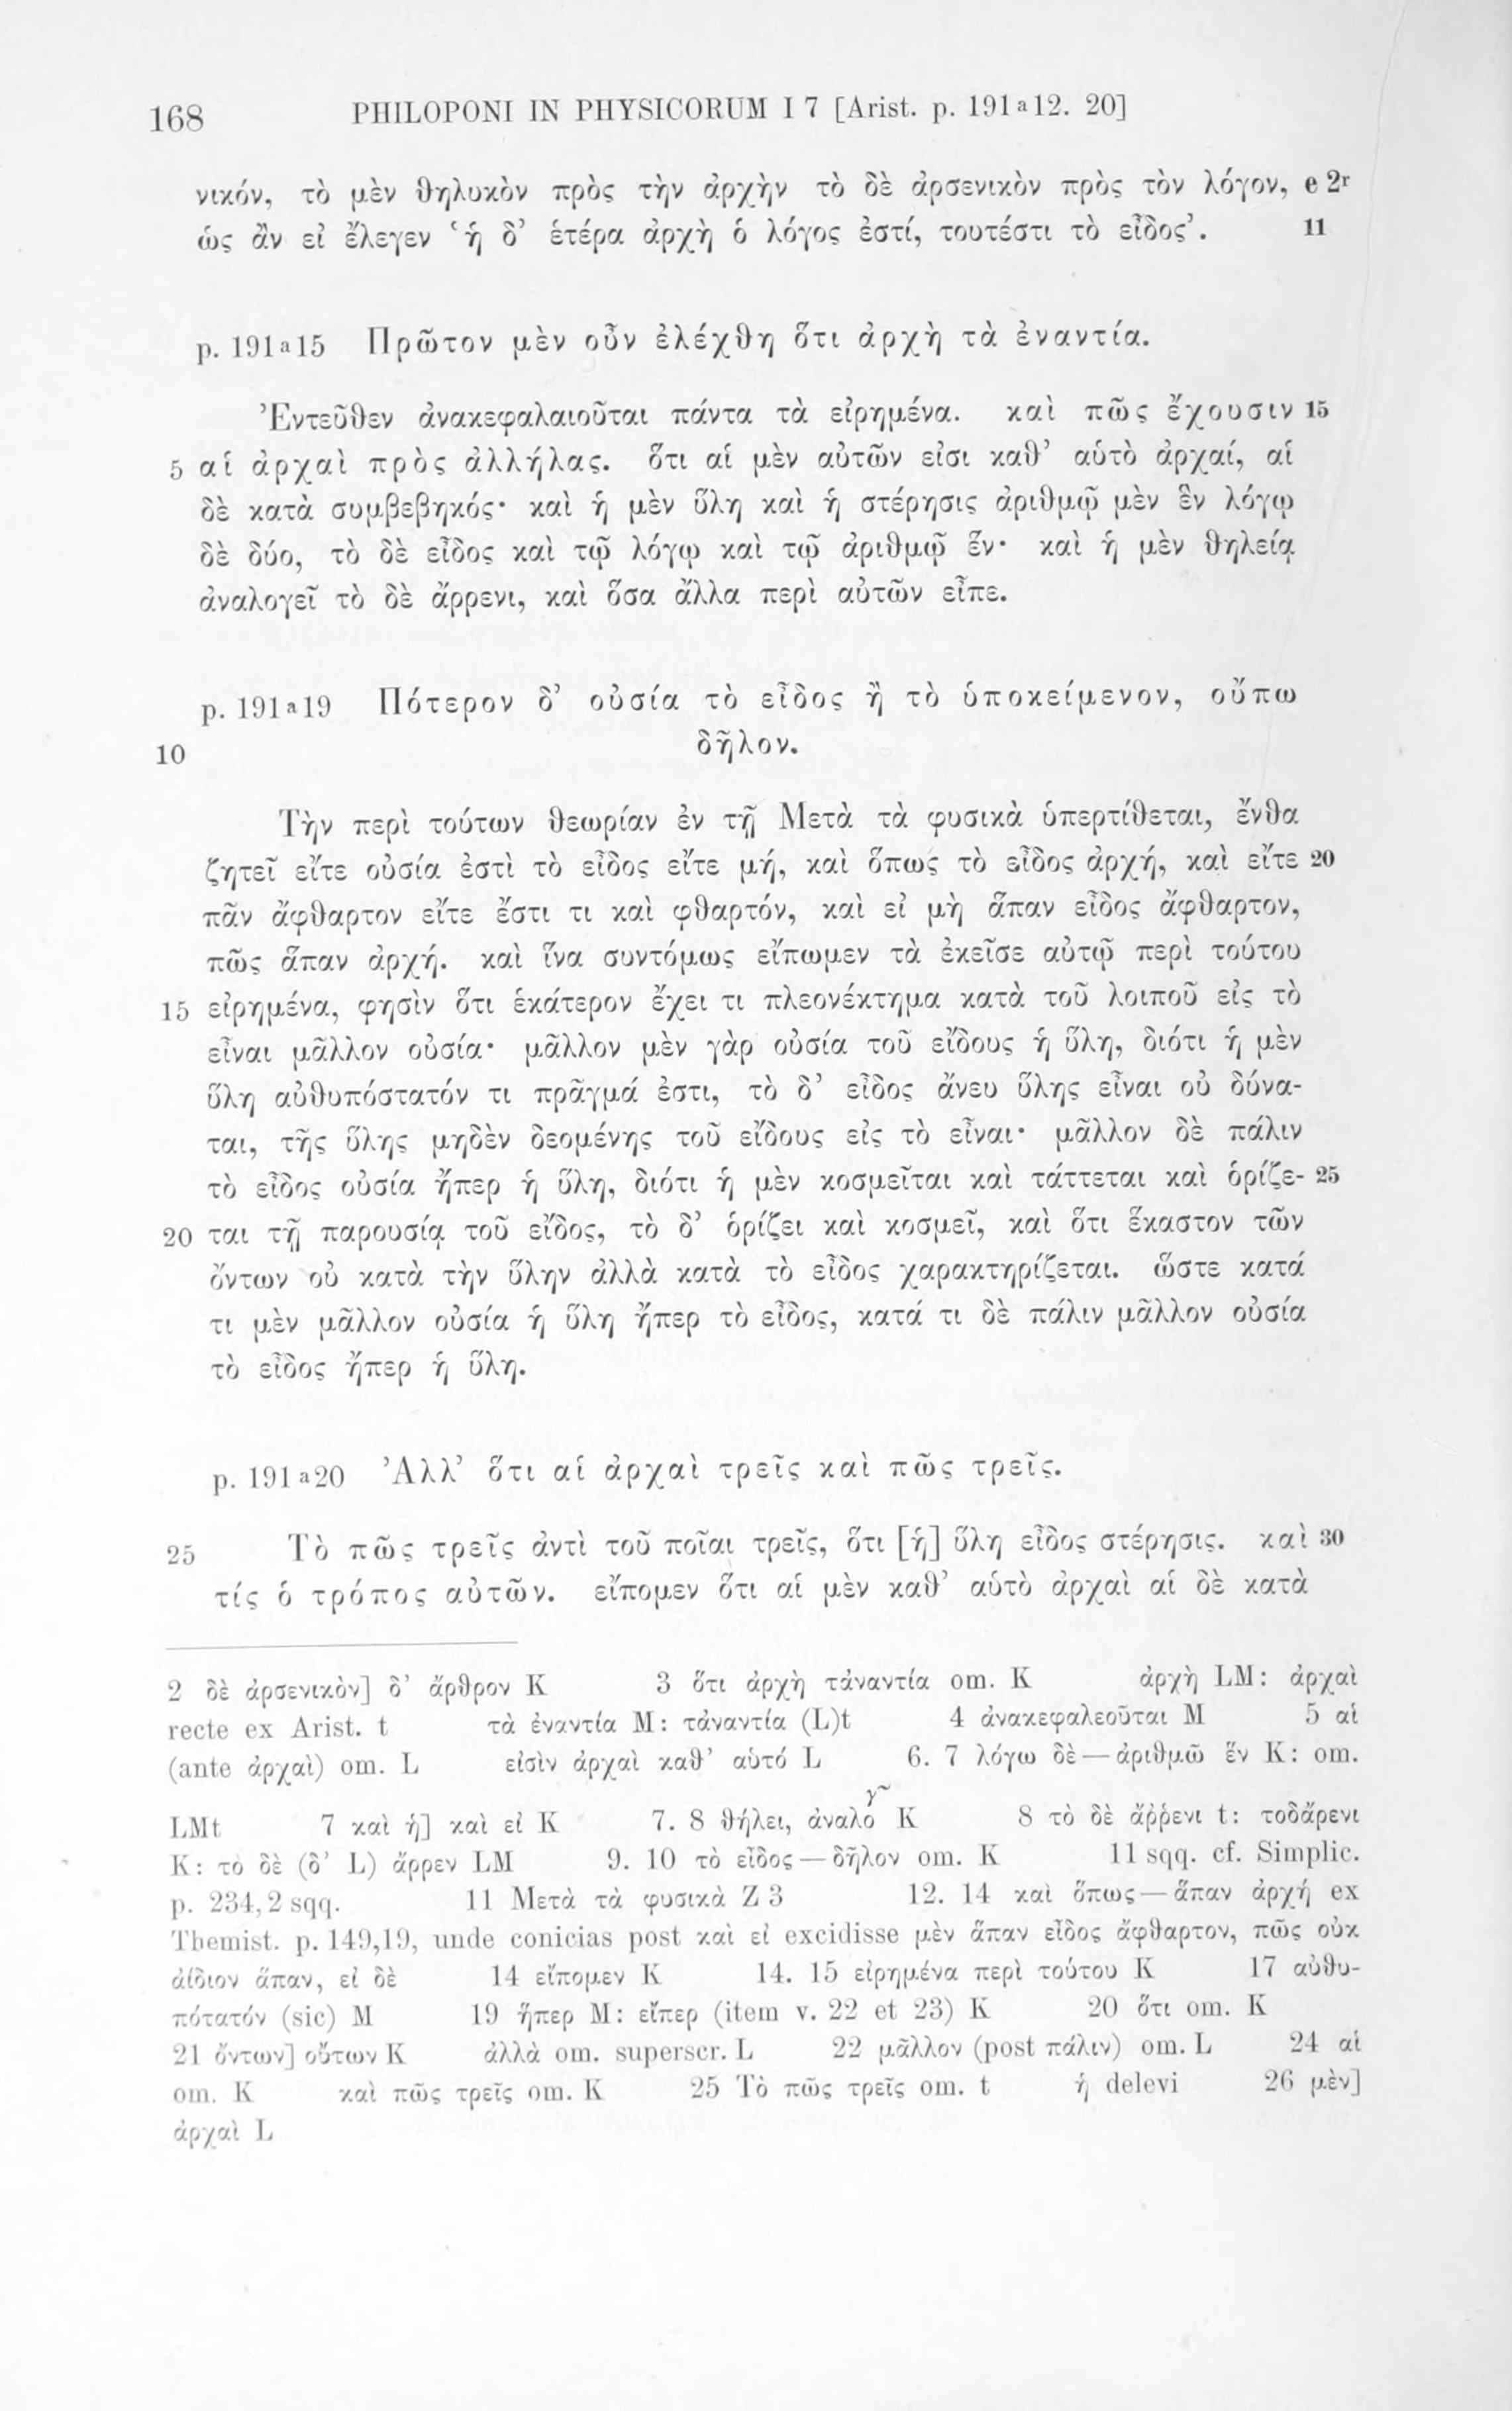 168 PHILOPONI IN PHYSICORUM I 7 [Arist. p. 191ᵃ12. 20]
νικόν, τὸ μὲν θηλυκὸν πρὸς τὴν ἀρχὴν τὸ δὲ ἀρσενικὸν πρὸς τὸν λόγον, e 2ʳ
ὡς ἂν εἰ ἔλεγεν ‘ἡ δ’ ἑτέρα ἀρχὴ ὁ λόγος ἐστί, τουτέστι τὸ εἶδος’. 11
p. 191ᵃ15 Πρῶτον μὲν οὖν ἐλέχθη ὅτι ἀρχὴ τὰ ἐναντία.
Ἐντεῦθεν ἀνακεφαλαιοῦται πάντα τὰ εἰρημένα. καὶ πῶς ἔχουσιν 15
5 αἱ ἀρχαὶ πρὸς ἀλλήλας. ὅτι αἱ μὲν αὐτῶν εἰσι καθ’ αὑτὸ ἀρχαί, αἱ
δὲ κατὰ συμβεβηκός· καὶ ἡ μὲν ὕλη καὶ ἡ στέρησις ἀριθμῷ μὲν ἓν λόγῳ
δὲ δύο, τὸ δὲ εἶδος καὶ τῷ λόγῳ καὶ τῷ ἀριθμῷ ἕν· καὶ ἡ μὲν θηλείᾳ
ἀναλογεῖ τὸ δὲ ἄρρενι, καὶ ὅσα ἄλλα περὶ αὐτῶν εἶπε.
p. 191ᵃ19 Πότερον δ’ οὐσία τὸ εἶδος ἢ τὸ ὑποκείμενον, οὔπω
10 δῆλον.
Τὴν περὶ τούτων θεωρίαν ἐν τῇ Μετὰ τὰ φυσικὰ ὑπερτίθεται, ἔνθα
ζητεῖ εἴτε οὐσία ἐστὶ τὸ εἶδος εἴτε μή, καὶ ὅπως τὸ εἶδος ἀρχή, καὶ εἴτε 20
πᾶν ἄφθαρτον εἴτε ἔστι τι καὶ φθαρτόν, καὶ εἰ μὴ ἅπαν εἶδος ἄφθαρτον,
πῶς ἅπαν ἀρχή. καὶ ἵνα συντόμως εἴπωμεν τὰ ἐκεῖσε αὐτῷ περὶ τούτου
15 εἰρημένα, φησὶν ὅτι ἑκάτερον ἔχει τι πλεονέκτημα κατὰ τοῦ λοιποῦ εἰς τὸ
εἶναι μᾶλλον οὐσία· μᾶλλον μὲν γὰρ οὐσία τοῦ εἴδους ἡ ὕλη, διότι ἡ μὲν
ὕλη αὐθυπόστατόν τι πρᾶγμά ἐστι, τὸ δ’ εἶδος ἄνευ ὕλης εἶναι οὐ δύνα-
ται, τῆς ὕλης μηδὲν δεομένης τοῦ εἴδους εἰς τὸ εἶναι· μᾶλλον δὲ πάλιν
τὸ εἶδος οὐσία ἤπερ ἡ ὕλη, διότι ἡ μὲν κοσμεῖται καὶ τάττεται καὶ ὁρίζε- 25
20 ται τῇ παρουσίᾳ τοῦ εἴδος, τὸ δ’ ὁρίζει καὶ κοσμεῖ, καὶ ὅτι ἕκαστον τῶν
ὄντων οὐ κατὰ τὴν ὕλην ἀλλὰ κατὰ τὸ εἶδος χαρακτηρίζεται. ὥστε κατά
τι μὲν μᾶλλον οὐσία ἡ ὕλη ἤπερ τὸ εἶδος, κατά τι δὲ πάλιν μᾶλλον οὐσία
τὸ εἶδος ἤπερ ἡ ὕλη.
p. 191ᵃ20 Ἀλλ’ ὅτι αἱ ἀρχαὶ τρεῖς καὶ πῶς τρεῖς.
25 Τὸ πῶς τρεῖς ἀντὶ τοῦ ποῖαι τρεῖς, ὅτι [ἡ] ὕλη εἶδος στέρησις. καὶ 30
τίς ὁ τρόπος αὐτῶν. εἴπομεν ὅτι αἱ μὲν καθ’ αὑτὸ ἀρχαὶ αἱ δὲ κατὰ
2 δὲ ἀρσενικὸν] δ’ ἄρθρον K 3 ὅτι ἀρχὴ τἀναντία om. K ἀρχὴ LM: ἀρχαὶ
recte ex Arist. t τὰ ἐναντία M: τἀναντία (L)t 4 ἀνακεφαλεοῦται M 5 αἱ
(ante ἀρχαὶ) om. L εἰσὶν ἀρχαὶ καθ’ αὑτό L 6. 7 λόγω δὲ — ἀριθμῶ ἕν K: om.
LMt 7 καὶ ἡ] καὶ εἰ K 7. 8 θήλει, ἀναλο͂γ K 8 τὸ δὲ ἄῤῥενι t: τοδάρενι
K: τὸ δὲ (δ’ L) ἄρρεν LM 9. 10 τὸ εἶδος — δῆλον om. K 11 sqq. cf. Simplic.
p. 234,2 sqq. 11 Μετὰ τὰ φυσικὰ Z 3 12. 14 καὶ ὅπως — ἅπαν ἀρχή ex
Themist. p. 149,19, unde conicias post καὶ εἰ excidisse μὲν ἅπαν εἶδος ἄφθαρτον, πῶς οὐκ
ἀίδιον ἅπαν, εἰ δὲ 14 εἴπομεν K 14. 15 εἰρημένα περὶ τούτου K 17 αὐθυ-
πότατόν (sic) M 19 ἥπερ M: εἴπερ (item v. 22 et 23) K 20 ὅτι om. K
21 ὄντων] οὕτων K ἀλλὰ om. superscr. L 22 μᾶλλον (post πάλιν) om. L 24 αἱ
om. K καὶ πῶς τρεῖς om. K 25 Τὸ πῶς τρεῖς om. t ἡ delevi 26 μὲν]
ἀρχαὶ L